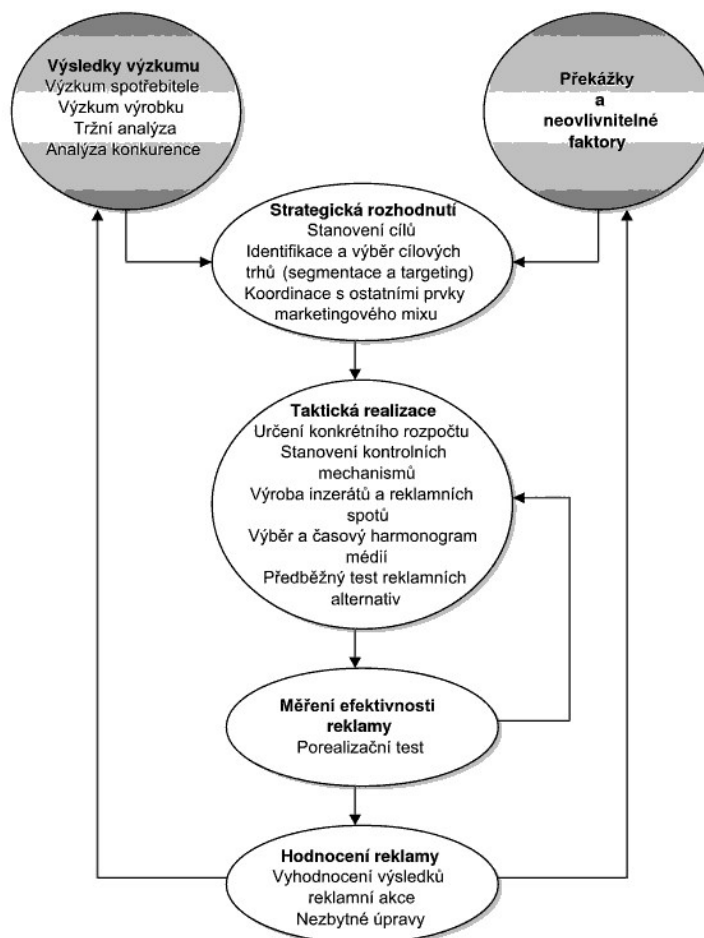 Výsledky výzkumu
Výzkum spotřebitele
Výzkum výrobku
Tržní analýza
Analýza konkurence
Překážky
a
neovlivnitelné
faktory
Strategická rozhodnutí
Stanovení cílů
Identifikace a výběr cílových
trhů (segmentace a targeting)
Koordinace s ostatními prvky
marketingového mixu
Taktická realizace
Určení konkrétního rozpočtu
Stanovení kontrolních
mechanismů
Výroba inzerátů a reklamních
spotů
Výběr a časový harmonogram
médií
Předběžný test reklamních
alternativ
Měření efektivnosti
reklamy
Porealizační test
Hodnocení reklamy
Vyhodnocení výsledků
reklamní akce
Nezbytné úpravy